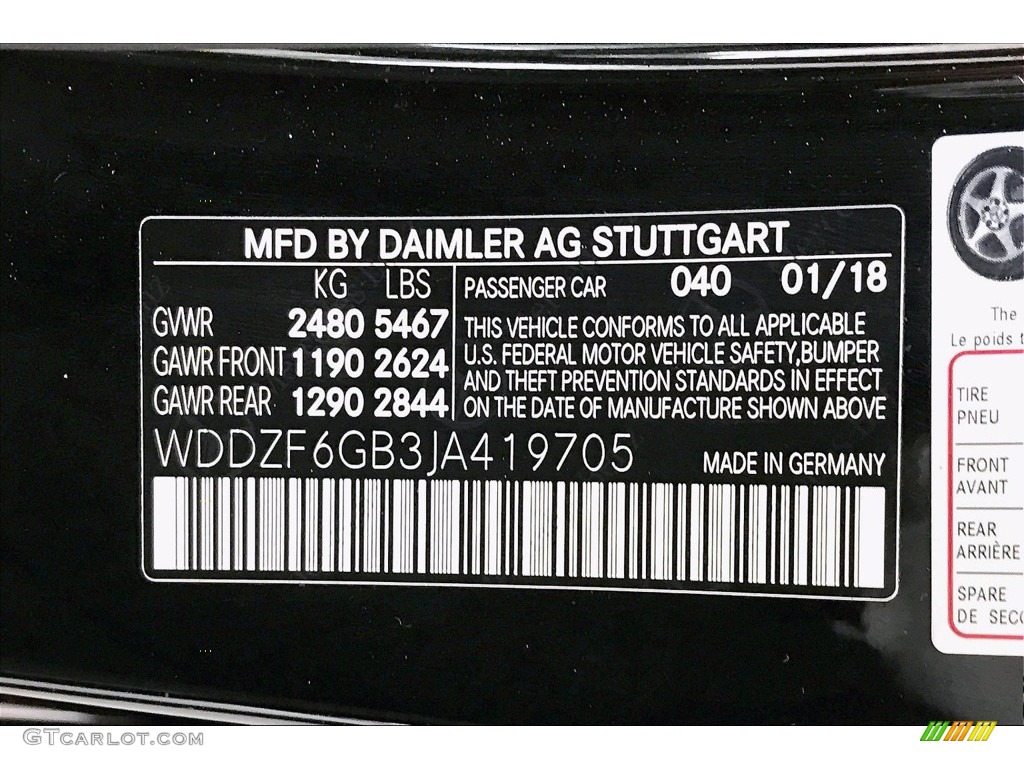 MFD BY DAIMLER AG STUTTGART
KG LBS
GVWR 2480 5467
GAWR FRONT 1190 2624
GAWR REAR 1290 2844
PASSENGER CAR 040 01/18
THIS VEHICLE CONFORMS TO ALL APPLICABLE
U.S. FEDERAL MOTOR VEHICLE SAFETY,BUMPER
AND THEFT PREVENTION STANDARDS IN EFFECT
ON THE DATE OF MANUFACTURE SHOWN ABOVE
WDDZF6GB3JA419705
MADE IN GERMANY
The
Le poids
TIRE
PNEU
FRONT
AVANT
REAR
ARRIÈRE
SPARE
DE
GTcarlot.com